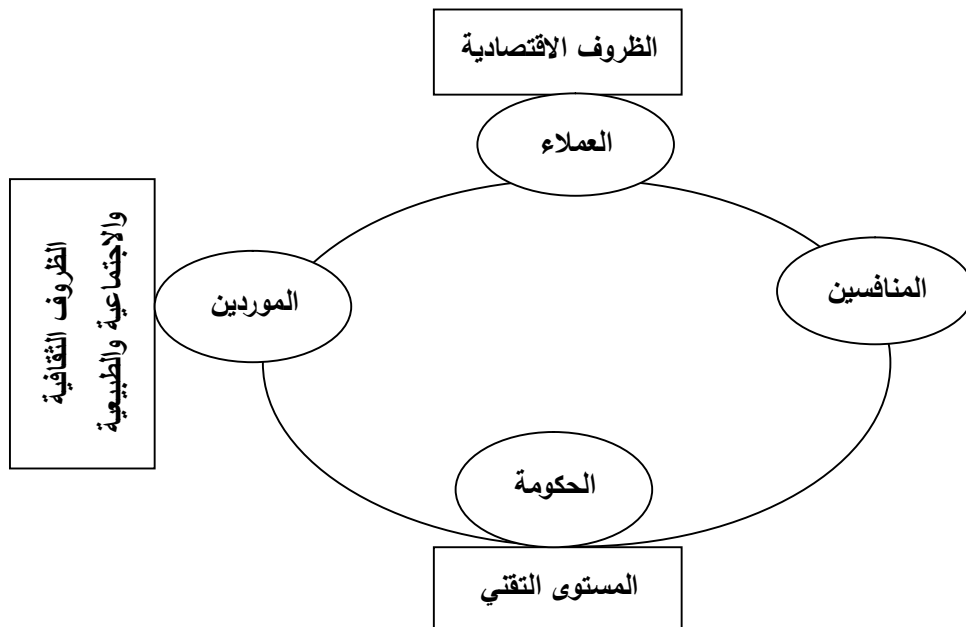 الظروف الاقتصادية
العملاء
المنافسين
الموردين
الظروف الثقافية
والاجتماعية والطبيعية
الحكومة
المستوى التقني